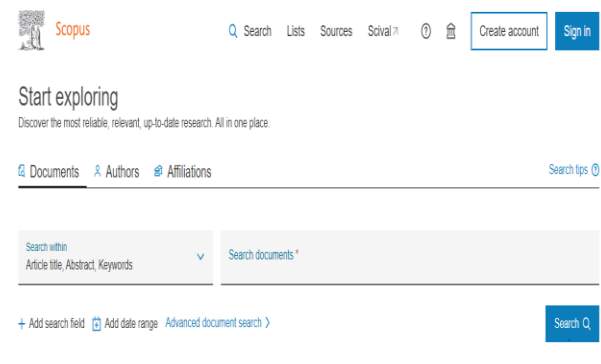 Scopus
Search Lists Sources Scival↗ ? Create account Sign in
Start exploring
Discover the most reliable, relevant, up-to-date research. All in one place.
Documents Authors Affiliations Search tips ?
Search within
Article title, Abstract, Keywords
Search documents *
+ Add search field Add date range Advanced document search >
Search